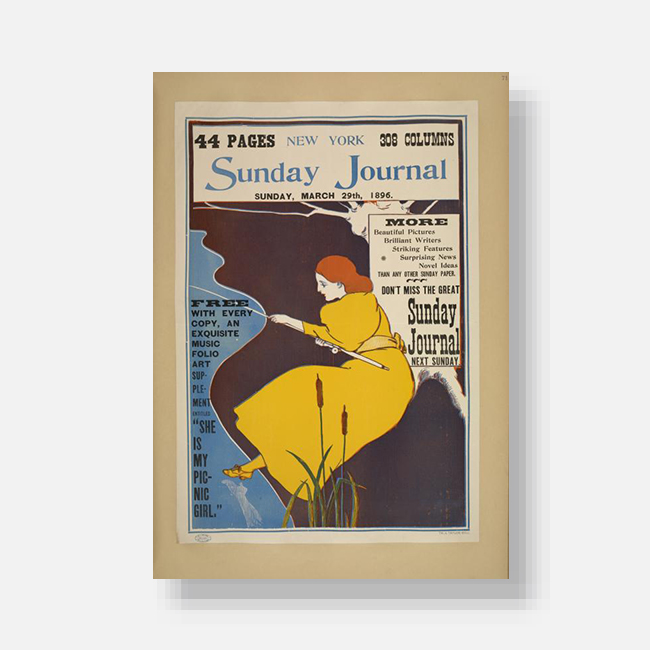 44 PAGES NEW YORK 308 COLUMNS
Sunday Journal
SUNDAY, MARCH 29th, 1896.
MORE
Beautiful Pictures
Brilliant Writers
Striking Features
Surprising News
Novel Ideas
THAN ANY OTHER SUNDAY PAPER.
DON'T MISS THE GREAT
Sunday
Journal
NEXT SUNDAY
FREE
WITH EVERY
COPY, AN
EXQUISITE
MUSIC
FOLIO
ART
SUP-
PLE-
MENT
ENTITLED
"SHE
IS
MY
PIC-
NIC
GIRL."